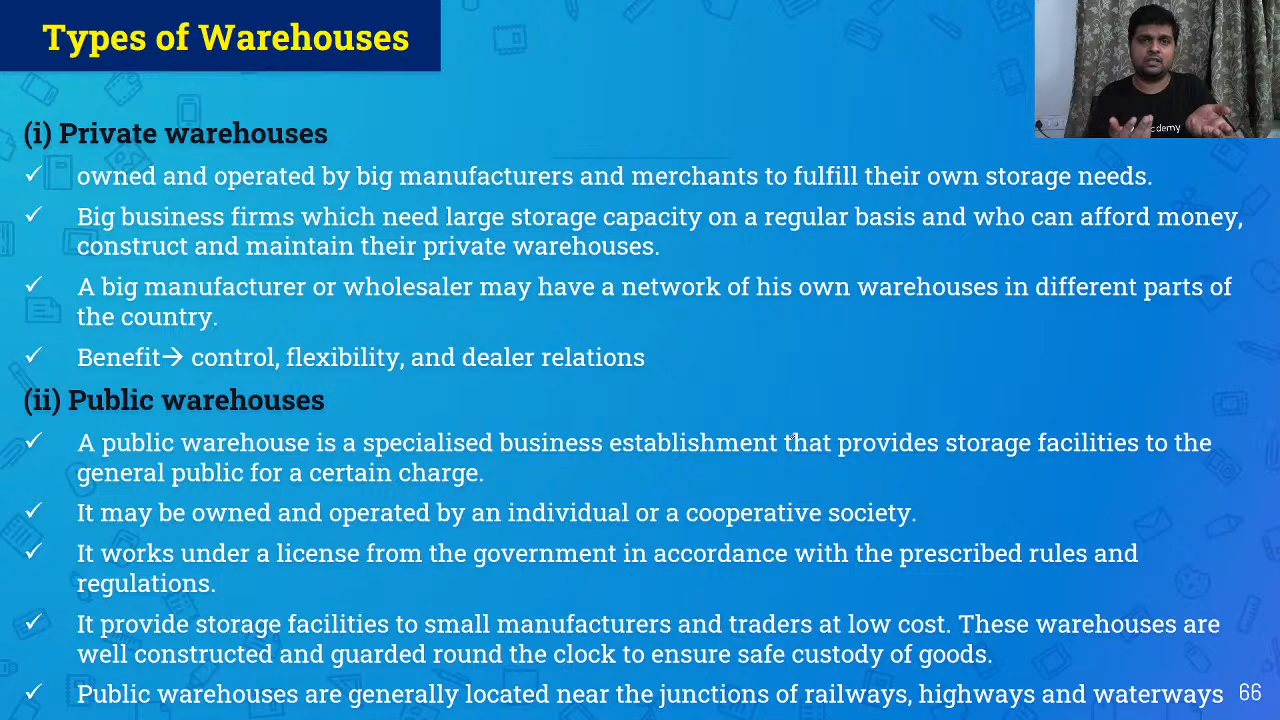 Types of Warehouses
(i) Private warehouses
✓ owned and operated by big manufacturers and merchants to fulfill their own storage needs.
✓ Big business firms which need large storage capacity on a regular basis and who can afford money,
construct and maintain their private warehouses.
✓ A big manufacturer or wholesaler may have a network of his own warehouses in different parts of
the country.
✓ Benefit→ control, flexibility, and dealer relations
(ii) Public warehouses
✓ A public warehouse is a specialised business establishment that provides storage facilities to the
general public for a certain charge.
✓ It may be owned and operated by an individual or a cooperative society.
✓ It works under a license from the government in accordance with the prescribed rules and
regulations.
✓ It provide storage facilities to small manufacturers and traders at low cost. These warehouses are
well constructed and guarded round the clock to ensure safe custody of goods.
✓ Public warehouses are generally located near the junctions of railways, highways and waterways
66